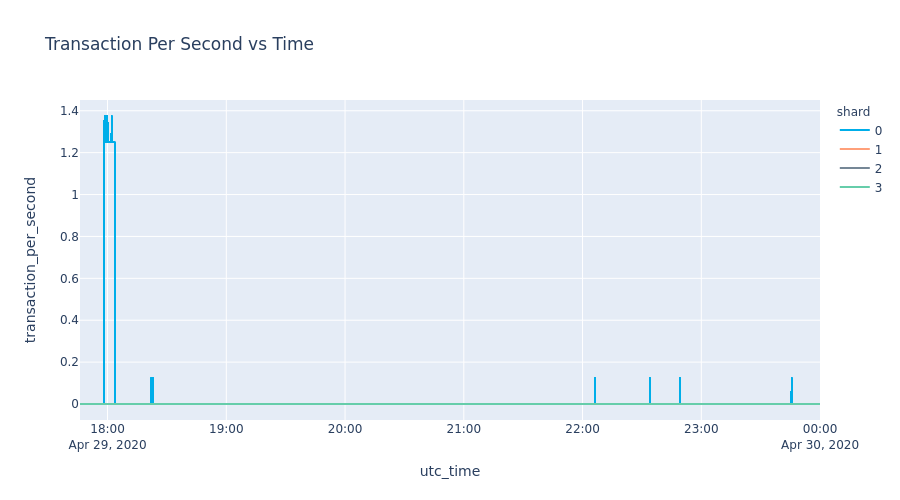 Transaction Per Second vs Time
shard
0
1
2
3
transaction_per_second
1.4
1.2
1
0.8
0.6
0.4
0.2
0
18:00 19:00 20:00 21:00 22:00 23:00 00:00
Apr 29, 2020 Apr 30, 2020
utc_time